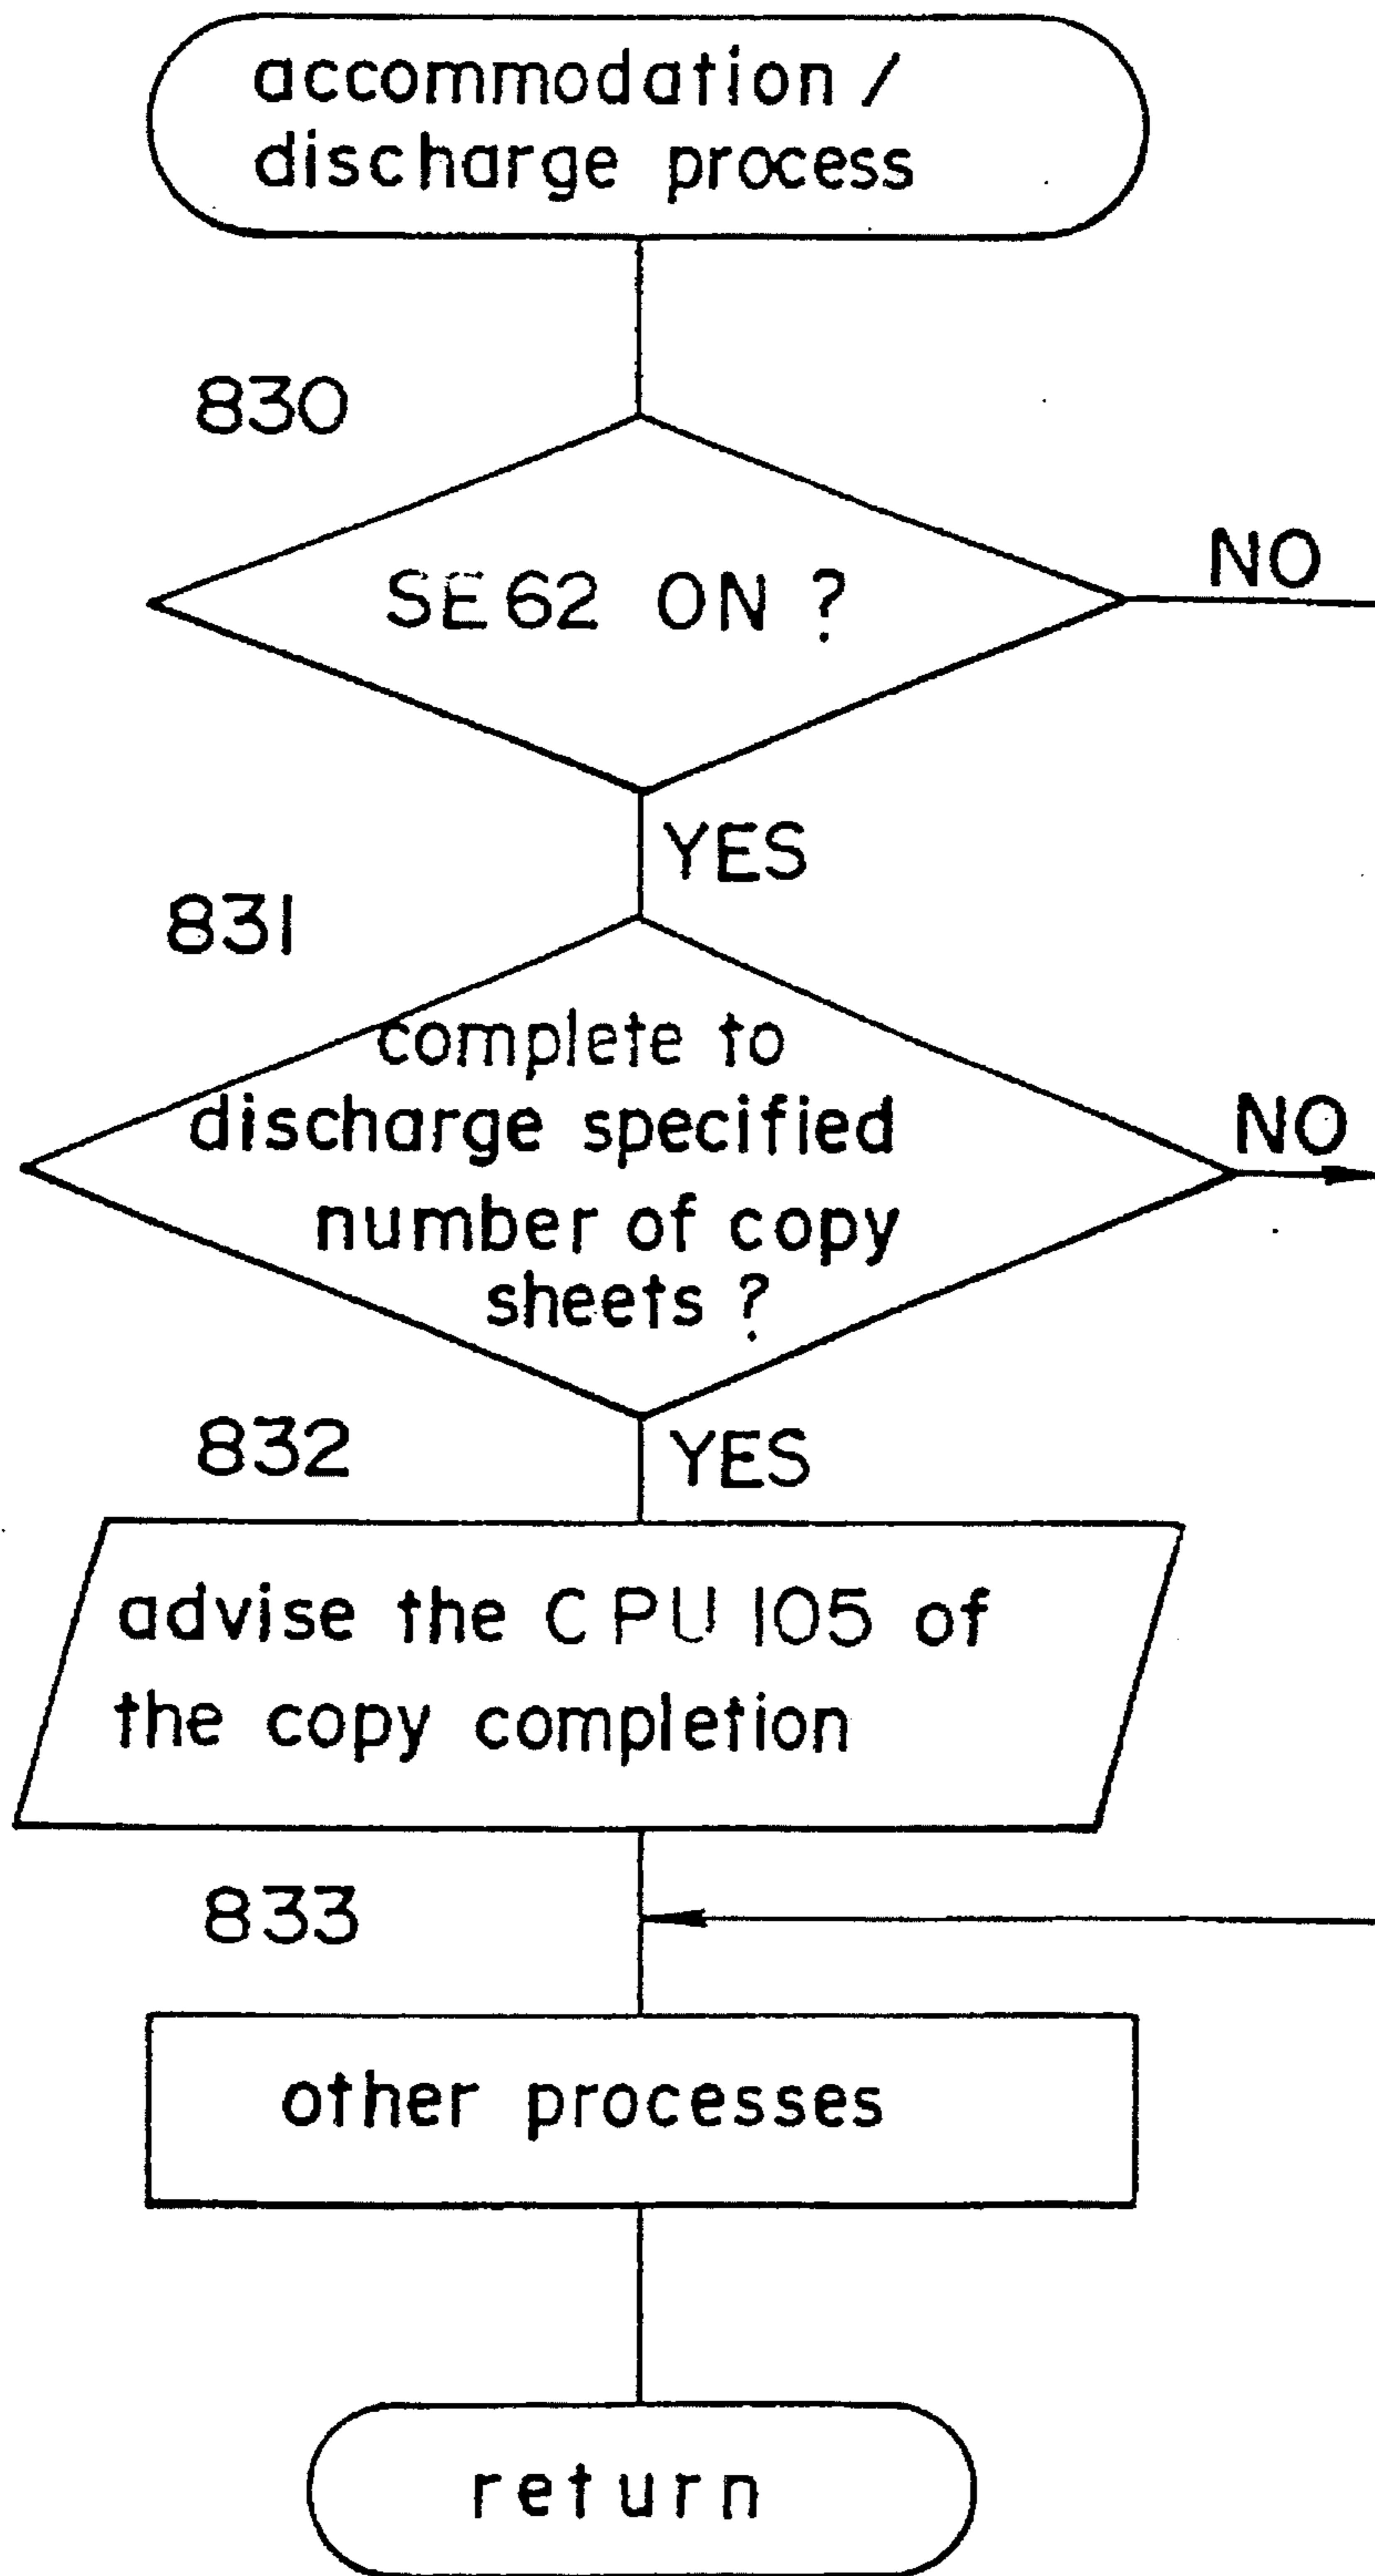 accommodation /
discharge process
830
SE62 ON ?
NO
YES
831
complete to
discharge specified
number of copy
sheets ?
NO
832
YES
advise the CPU 105 of
the copy completion
833
other processes
return